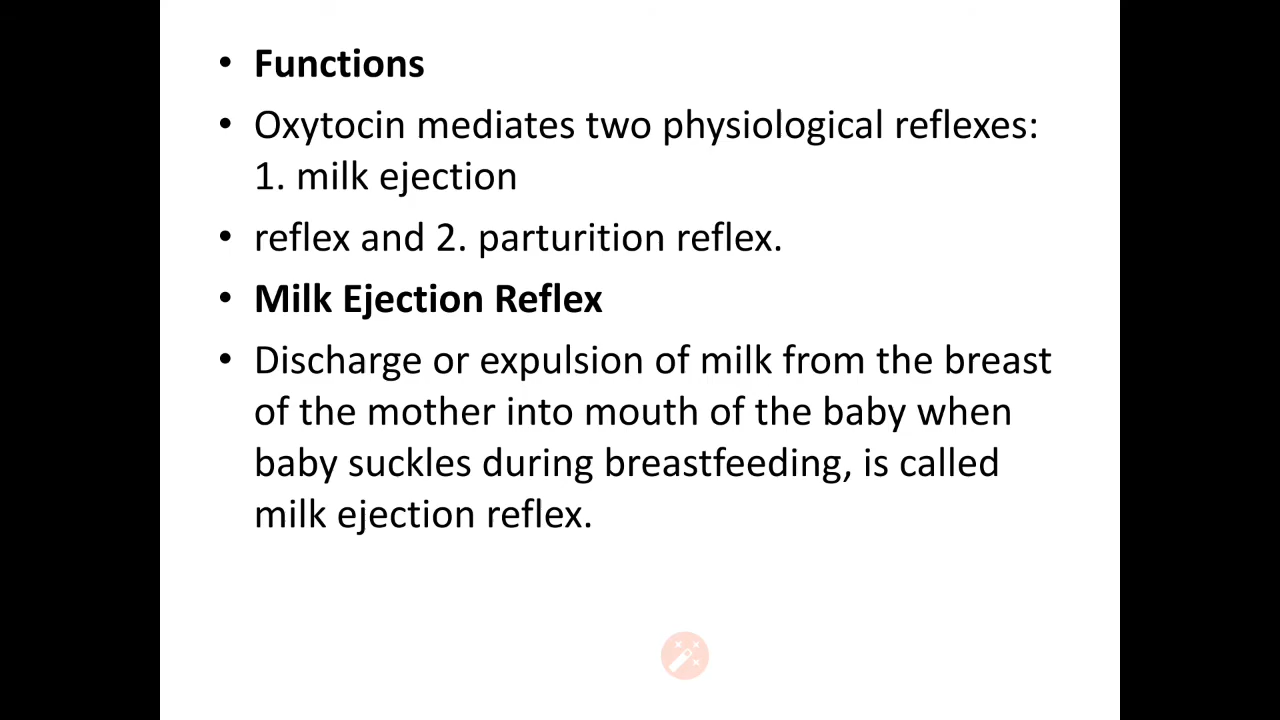 • Functions
• Oxytocin mediates two physiological reflexes:
1. milk ejection
• reflex and 2. parturition reflex.
• Milk Ejection Reflex
• Discharge or expulsion of milk from the breast
of the mother into mouth of the baby when
baby suckles during breastfeeding, is called
milk ejection reflex.